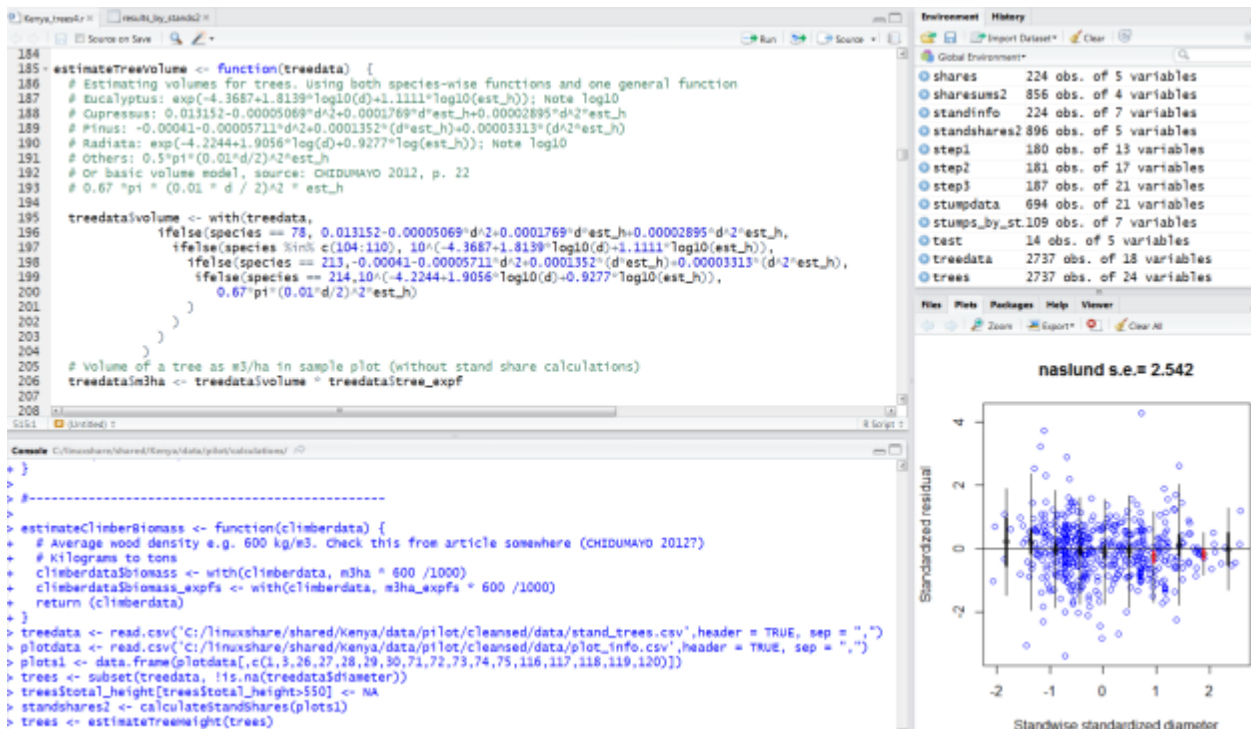 Kenya_trees4.r × results_by_stands2 ×
Source on Save Run Source
184
185 estimateTreeVolume <- function(treedata) {
186 # Estimating volumes for trees. Using both species-wise functions and one general function
187 # Eucalyptus: exp(-4.3687+1.8139*log10(d)+1.1111*log10(est_h)); Note log10
188 # Cupressus: 0.013152-0.00005069*d^2+0.0001769*d*est_h+0.00002895*d^2*est_h
189 # Pinus: -0.00041-0.00005711*d^2+0.0001352*(d*est_h)+0.00003313*(d^2*est_h)
190 # Radiata: exp(-4.2244+1.9056*log(d)+0.9277*log(est_h)); Note log10
191 # Others: 0.5*pi*(0.01*d/2)^2*est_h
192 # Or basic volume model, source: CHIDUMAYO 2012, p. 22
193 # 0.67 *pi * (0.01 * d / 2)^2 * est_h
194
195 treedata$volume <- with(treedata,
196 ifelse(species == 78, 0.013152-0.00005069*d^2+0.0001769*d*est_h+0.00002895*d^2*est_h,
197 ifelse(species %in% c(104:110), 10^(-4.3687+1.8139*log10(d)+1.1111*log10(est_h)),
198 ifelse(species == 213,-0.00041-0.00005711*d^2+0.0001352*(d*est_h)+0.00003313*(d^2*est_h),
199 ifelse(species == 214,10^(-4.2244+1.9056*log10(d)+0.9277*log10(est_h)),
200 0.67*pi*(0.01*d/2)^2*est_h)
201 )
202 )
203 )
204 )
205 # Volume of a tree as m3/ha in sample plot (without stand share calculations)
206 treedata$m3ha <- treedata$volume * treedata$tree_expf
207
208
515:1 (Untitled) R Script
Console C:/linuxshare/shared/Kenya/data/pilot/calculations/
+ }
>
> #------------------------------------------------
>
> estimateClimberBiomass <- function(climberdata) {
+ # Average wood density e.g. 600 kg/m3. Check this from article somewhere (CHIDUMAYO 2012?)
+ # Kilograms to tons
+ climberdata$biomass <- with(climberdata, m3ha * 600 /1000)
+ climberdata$biomass_expfs <- with(climberdata, m3ha_expfs * 600 /1000)
+ return (climberdata)
+ }
> treedata <- read.csv('C:/linuxshare/shared/Kenya/data/pilot/cleansed/data/stand_trees.csv',header = TRUE, sep = ",")
> plotdata <- read.csv('C:/linuxshare/shared/Kenya/data/pilot/cleansed/data/plot_info.csv',header = TRUE, sep = ",")
> plots1 <- data.frame(plotdata[,c(1,3,26,27,28,29,30,71,72,73,74,75,116,117,118,119,120)])
> trees <- subset(treedata, !is.na(treedata$diameter))
> trees$total_height[trees$total_height>550] <- NA
> standshares2 <- calculateStandShares(plots1)
> trees <- estimateTreeHeight(trees)
Environment History
Import Dataset Clear
Global Environment
shares 224 obs. of 5 variables
sharesums2 856 obs. of 4 variables
standinfo 224 obs. of 7 variables
standshares2 896 obs. of 5 variables
step1 180 obs. of 13 variables
step2 181 obs. of 17 variables
step3 187 obs. of 21 variables
stumpdata 694 obs. of 21 variables
stumps_by_st. 109 obs. of 7 variables
test 14 obs. of 5 variables
treedata 2737 obs. of 18 variables
trees 2737 obs. of 24 variables
Files Plots Packages Help Viewer
Zoom Export Clear All
naslund s.e.= 2.542
Standardized residual
4
2
0
-2
-2 -1 0 1 2
Standwise standardized diameter